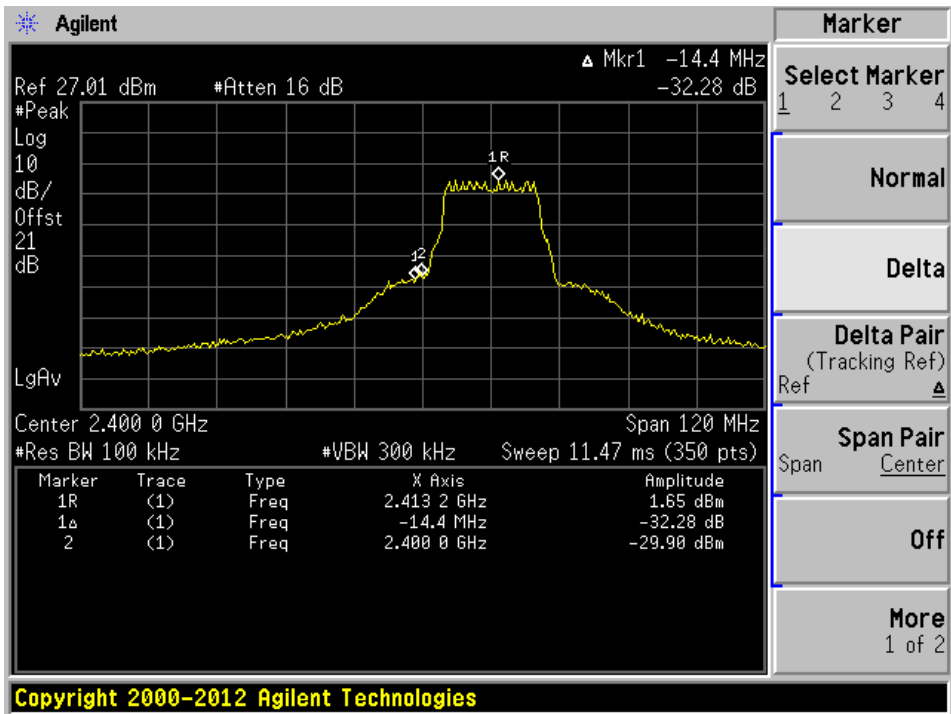 Agilent
Marker
Δ Mkr1 -14.4 MHz
Ref 27.01 dBm #Atten 16 dB -32.28 dB
#Peak
Log
10
dB/
Offst
21
dB
1R
1 2
LgAv
Center 2.400 0 GHz Span 120 MHz
#Res BW 100 kHz #VBW 300 kHz Sweep 11.47 ms (350 pts)
Marker Trace Type X Axis Amplitude
1R (1) Freq 2.413 2 GHz 1.65 dBm
1Δ (1) Freq -14.4 MHz -32.28 dB
2 (1) Freq 2.400 0 GHz -29.90 dBm
Select Marker
1 2 3 4
Normal
Delta
Delta Pair
(Tracking Ref)
Ref Δ
Span Pair
Span Center
Off
More
1 of 2
Copyright 2000-2012 Agilent Technologies